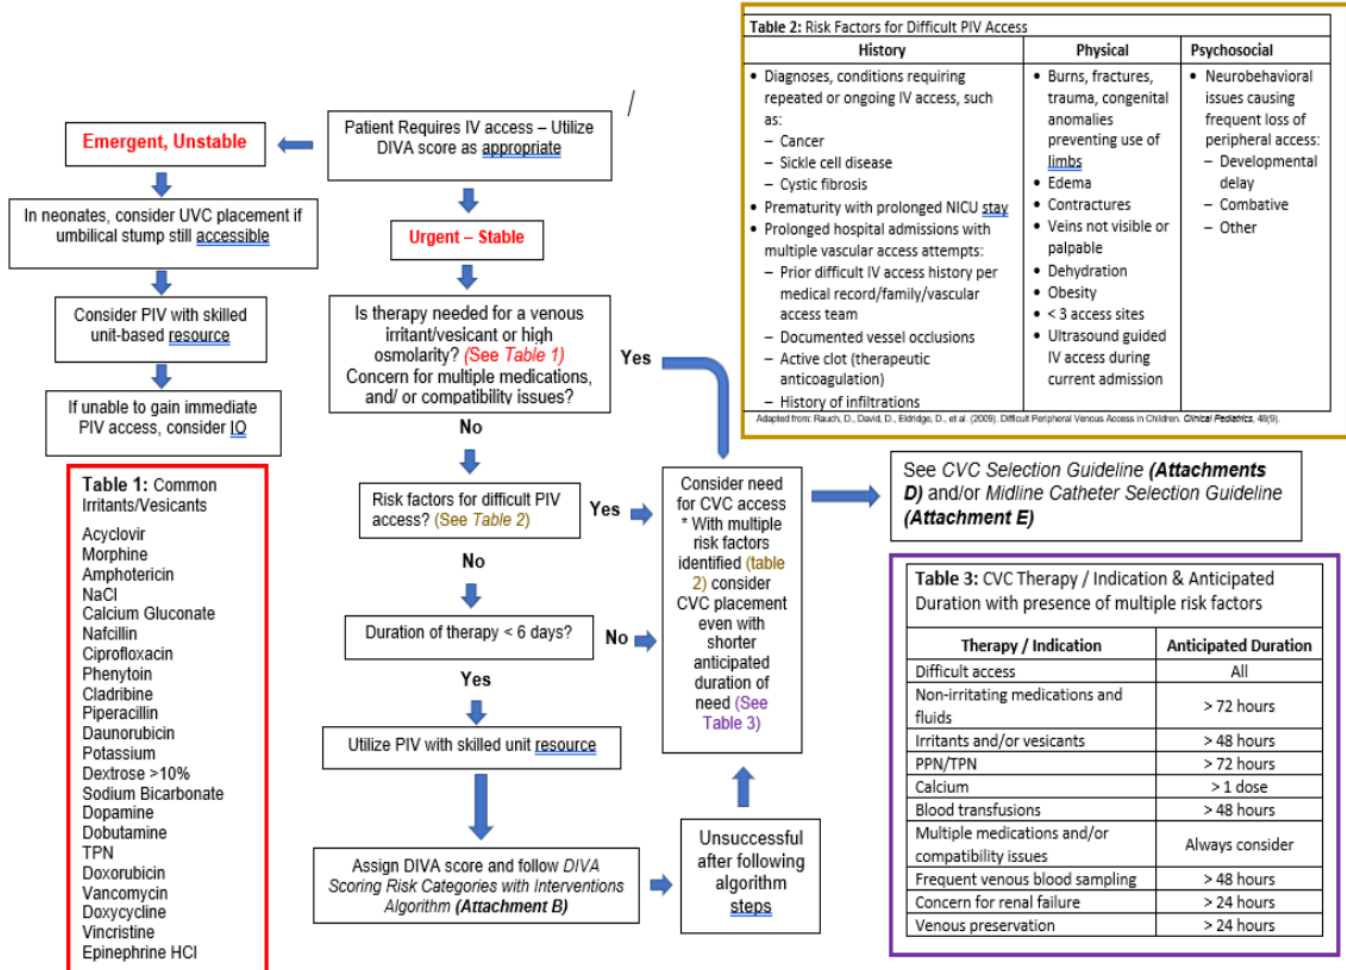 Patient Requires IV access – Utilize
DIVA score as appropriate
/
Emergent, Unstable
In neonates, consider UVC placement if
umbilical stump still accessible
Consider PIV with skilled
unit-based resource
If unable to gain immediate
PIV access, consider IO
Urgent – Stable
Is therapy needed for a venous
irritant/vesicant or high
osmolarity? (See Table 1)
Concern for multiple medications,
and/ or compatibility issues?
Yes
No
Risk factors for difficult PIV
access? (See Table 2)
Yes
No
Duration of therapy < 6 days?
No
Yes
Utilize PIV with skilled unit resource
Assign DIVA score and follow DIVA
Scoring Risk Categories with Interventions
Algorithm (Attachment B)
Unsuccessful
after following
algorithm
steps
Consider need
for CVC access
* With multiple
risk factors
identified (table
2) consider
CVC placement
even with
shorter
anticipated
duration of
need (See
Table 3)
See CVC Selection Guideline (Attachments
D) and/or Midline Catheter Selection Guideline
(Attachment E)
Table 1: Common
Irritants/Vesicants
Acyclovir
Morphine
Amphotericin
NaCl
Calcium Gluconate
Nafcillin
Ciprofloxacin
Phenytoin
Cladribine
Piperacillin
Daunorubicin
Potassium
Dextrose >10%
Sodium Bicarbonate
Dopamine
Dobutamine
TPN
Doxorubicin
Vancomycin
Doxycycline
Vincristine
Epinephrine HCl
Table 2: Risk Factors for Difficult PIV Access
History
• Diagnoses, conditions requiring
repeated or ongoing IV access, such
as:
– Cancer
– Sickle cell disease
– Cystic fibrosis
• Prematurity with prolonged NICU stay
• Prolonged hospital admissions with
multiple vascular access attempts:
– Prior difficult IV access history per
medical record/family/vascular
access team
– Documented vessel occlusions
– Active clot (therapeutic
anticoagulation)
– History of infiltrations
Physical
• Burns, fractures,
trauma, congenital
anomalies
preventing use of
limbs
• Edema
• Contractures
• Veins not visible or
palpable
• Dehydration
• Obesity
• < 3 access sites
• Ultrasound guided
IV access during
current admission
Psychosocial
• Neurobehavioral
issues causing
frequent loss of
peripheral access:
– Developmental
delay
– Combative
– Other
Adapted from: Rauch, D., David, D., Eldridge, D., et al. (2009). Difficult Peripheral Venous Access in Children. Clinical Pediatrics, 48(9).
Table 3: CVC Therapy / Indication & Anticipated
Duration with presence of multiple risk factors
Therapy / Indication Anticipated Duration
Difficult access All
Non-irritating medications and
fluids > 72 hours
Irritants and/or vesicants > 48 hours
PPN/TPN > 72 hours
Calcium > 1 dose
Blood transfusions > 48 hours
Multiple medications and/or
compatibility issues Always consider
Frequent venous blood sampling > 48 hours
Concern for renal failure > 24 hours
Venous preservation > 24 hours